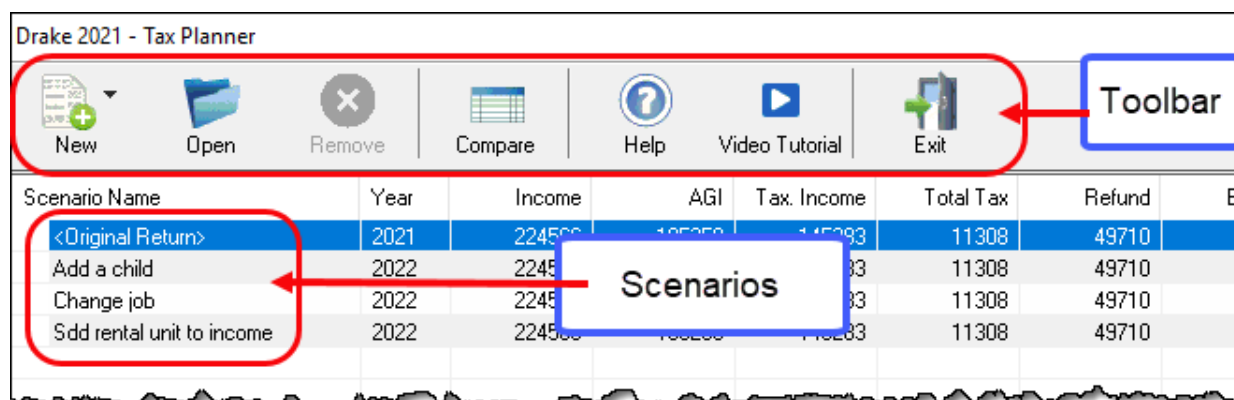 Drake 2021 - Tax Planner
New Open Remove Compare Help Video Tutorial Exit
Toolbar
Scenario Name Year Income AGI Tax. Income Total Tax Refund
<Original Return> 2021 11308 49710
Add a child 2022 11308 49710
Change job 2022 11308 49710
Sdd rental unit to income 2022 11308 49710
Scenarios